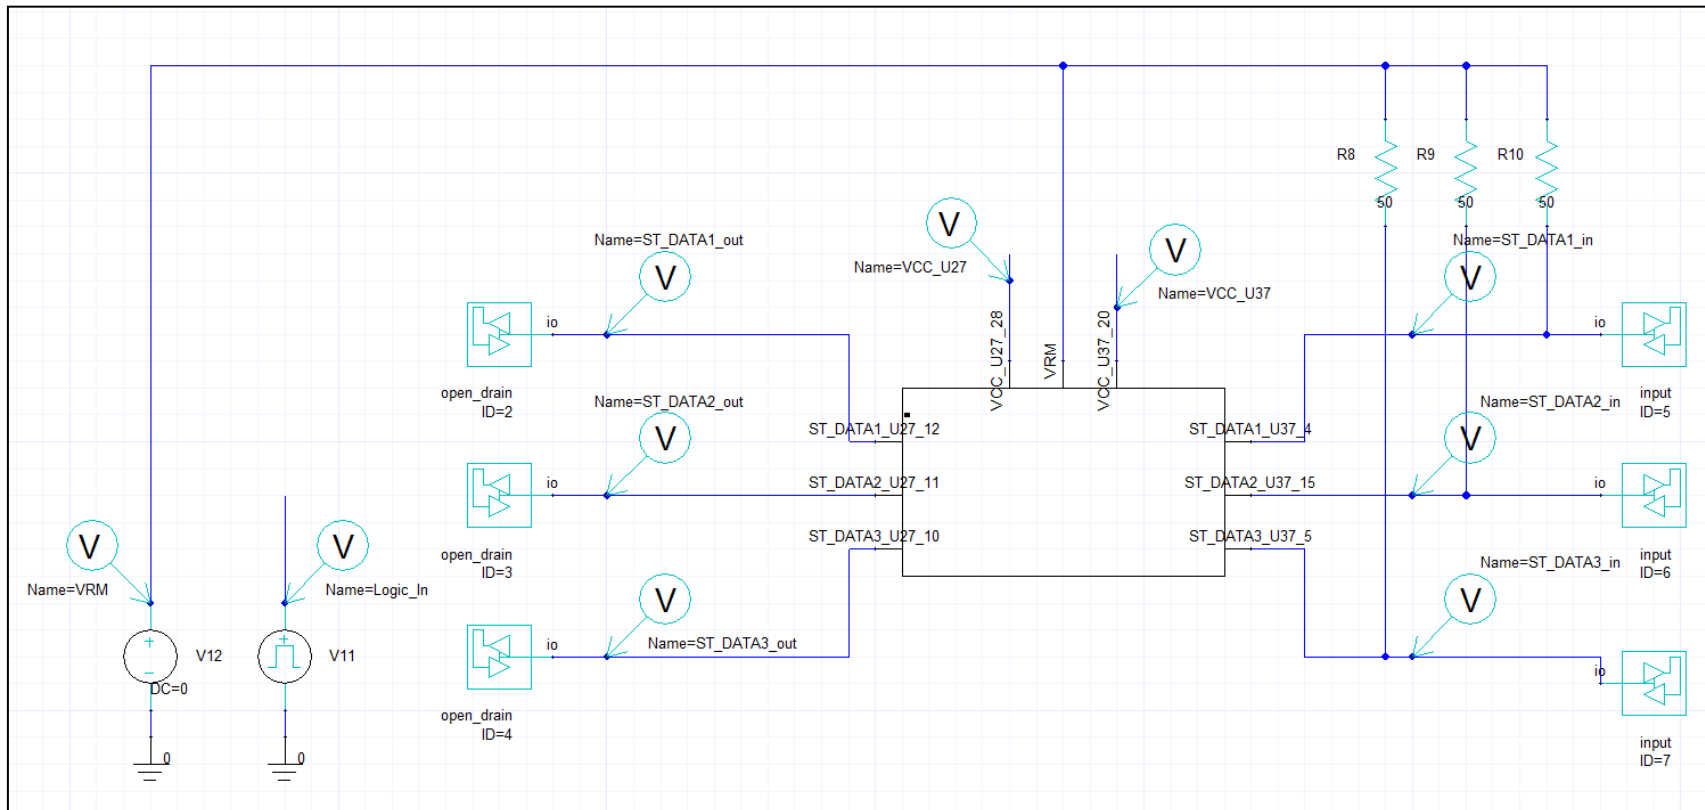 R8
R9
R10
50
50
50
V
Name=ST_DATA1_out
V
Name=VCC_U27
V
Name=VCC_U37
Name=ST_DATA1_in
V
V
io
open_drain
ID=2
VCC_U27_28
VRM
VCC_U37_20
io
input
ID=5
Name=ST_DATA2_out
V
ST_DATA1_U27_12
ST_DATA1_U37_4
Name=ST_DATA2_in
V
io
open_drain
ID=3
ST_DATA2_U27_11
ST_DATA2_U37_15
io
input
ID=6
ST_DATA3_U27_10
ST_DATA3_U37_5
Name=ST_DATA3_in
V
V
Name=VRM
V
Name=Logic_In
V
Name=ST_DATA3_out
io
open_drain
ID=4
io
input
ID=7
V12
DC=0
V11
0
0